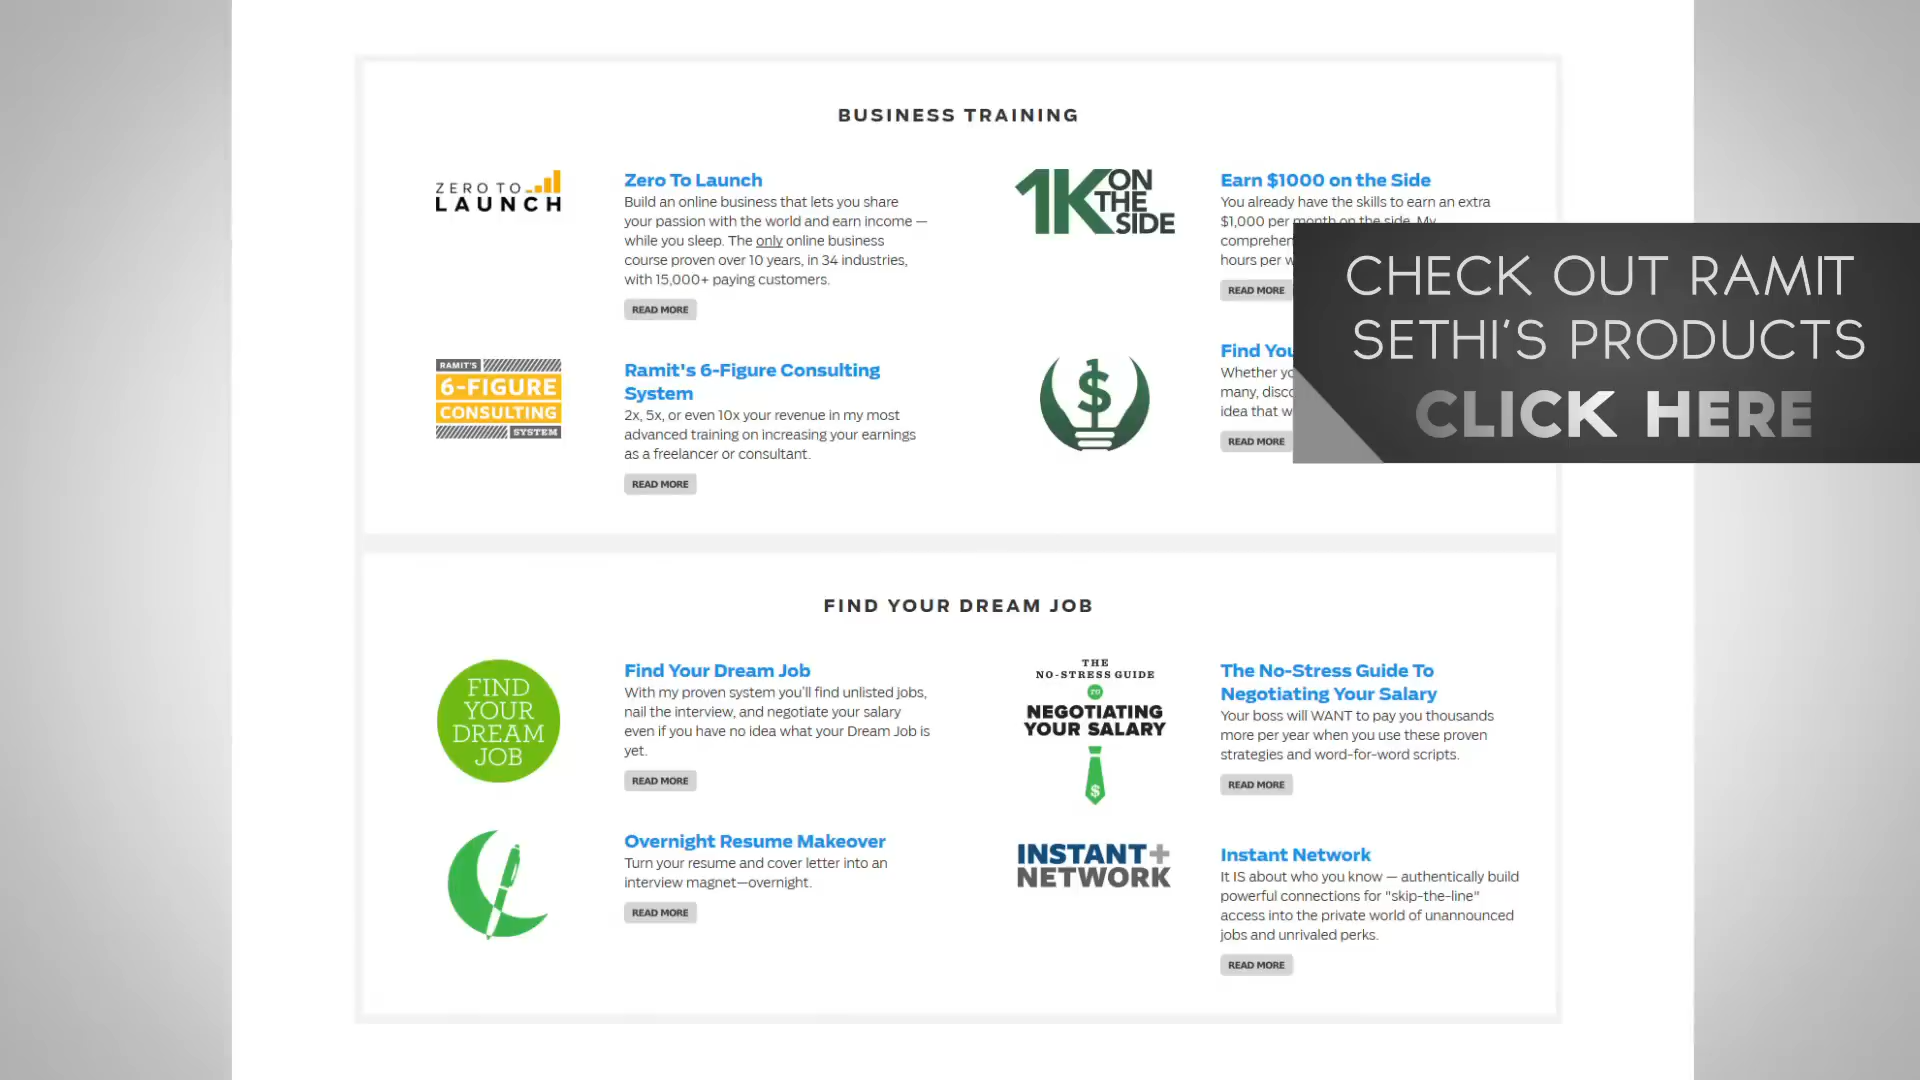 BUSINESS TRAINING
ZERO TO
LAUNCH
Zero To Launch
Build an online business that lets you share
your passion with the world and earn income —
while you sleep. The only online business
course proven over 10 years, in 34 industries,
with 15,000+ paying customers.
READ MORE
1K ON
THE
SIDE
Earn $1000 on the Side
You already have the skills to earn an extra
$1,000 per month on the side. My
hours per
READ MORE
RAMIT'S
6-FIGURE
CONSULTING
SYSTEM
Ramit's 6-Figure Consulting
System
2x, 5x, or even 10x your revenue in my most
advanced training on increasing your earnings
as a freelancer or consultant.
READ MORE
$
Find
Whether
many,
idea that
READ MORE
CHECK OUT RAMIT
SETHI'S PRODUCTS
CLICK HERE
FIND YOUR DREAM JOB
FIND
YOUR
DREAM
JOB
Find Your Dream Job
With my proven system you'll find unlisted jobs,
nail the interview, and negotiate your salary
even if you have no idea what your Dream Job is
yet.
READ MORE
THE
NO-STRESS GUIDE
TO
NEGOTIATING
YOUR SALARY
$
The No-Stress Guide To
Negotiating Your Salary
Your boss will WANT to pay you thousands
more per year when you use these proven
strategies and word-for-word scripts.
READ MORE
Overnight Resume Makeover
Turn your resume and cover letter into an
interview magnet—overnight.
READ MORE
INSTANT+
NETWORK
Instant Network
It IS about who you know — authentically build
powerful connections for "skip-the-line"
access into the private world of unannounced
jobs and unrivaled perks.
READ MORE